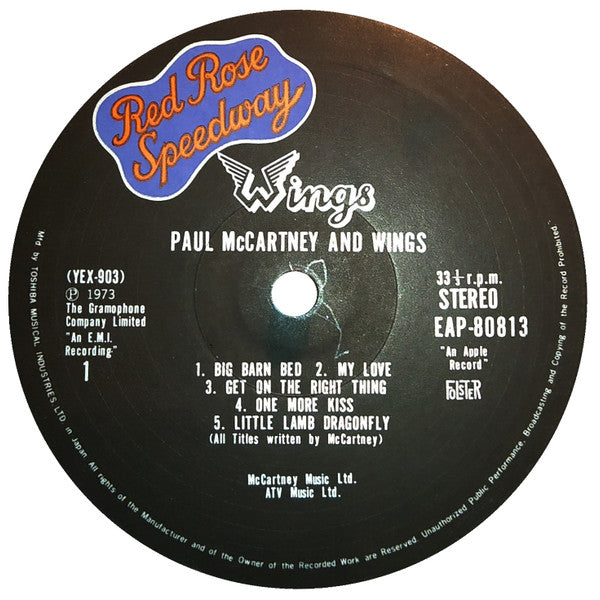 Red Rose
Speedway
Wings
PAUL McCARTNEY AND WINGS
(YEX-903)
Ⓟ 1973
The Gramophone
Company Limited
"An E.M.I.
Recording"
1
33⅓ r.p.m.
STEREO
EAP-80813
"An Apple
Record"
FOLSTER
1. BIG BARN BED 2. MY LOVE
3. GET ON THE RIGHT THING
4. ONE MORE KISS
5. LITTLE LAMB DRAGONFLY
(All Titles written by McCartney)
McCartney Music Ltd.
ATV Music Ltd.
Mfd by TOSHIBA MUSICAL INDUSTRIES, LTD. in Japan. All rights of the Manufacturer and of the Owner of the Recorded Work are Reserved. Unauthorized Public Performance, Broadcasting and Copying of the Record Prohibited